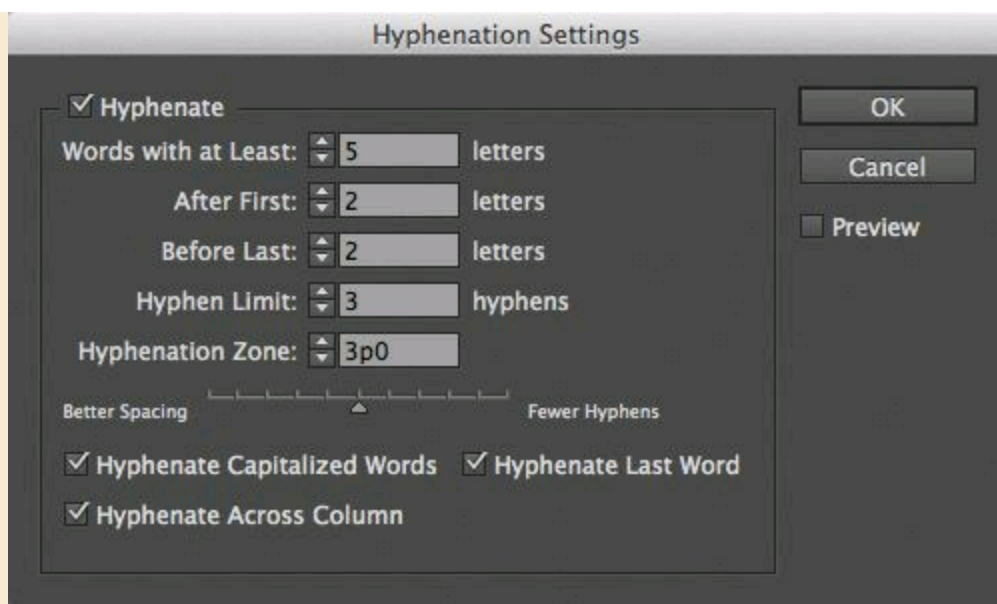 Hyphenation Settings
Hyphenate
Words with at Least: 5 letters
After First: 2 letters
Before Last: 2 letters
Hyphen Limit: 3 hyphens
Hyphenation Zone: 3p0
Better Spacing Fewer Hyphens
Hyphenate Capitalized Words Hyphenate Last Word
Hyphenate Across Column
OK
Cancel
Preview